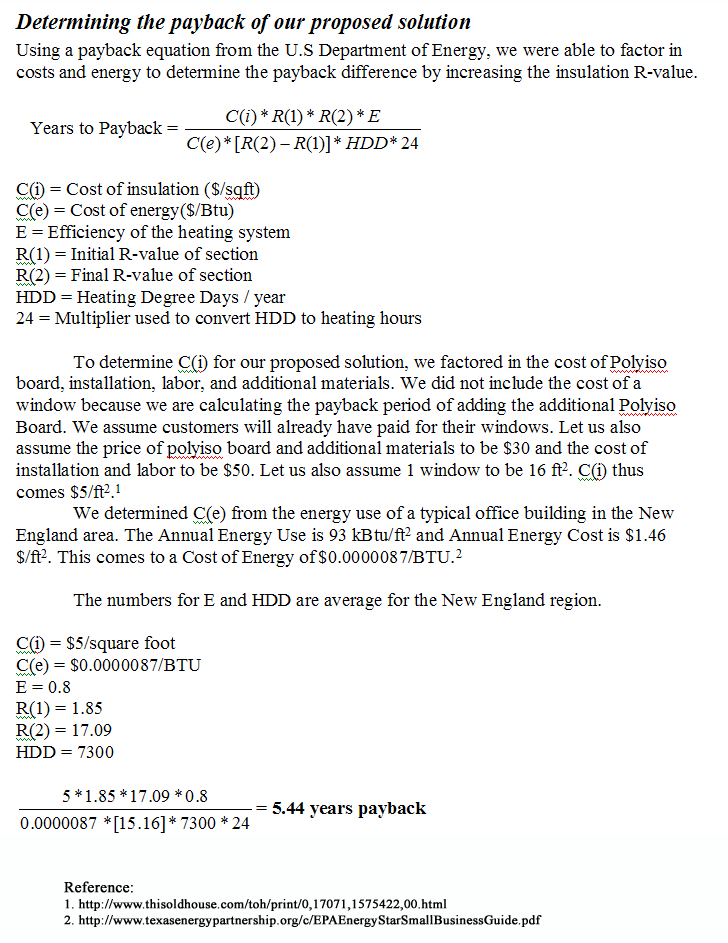 Determining the payback of our proposed solution
Using a payback equation from the U.S Department of Energy, we were able to factor in
costs and energy to determine the payback difference by increasing the insulation R-value.
Years to Payback = C(i) * R(1) * R(2) * E
C(e) * [R(2) – R(1)] * HDD * 24
C(i) = Cost of insulation ($/sqft)
C(e) = Cost of energy($/Btu)
E = Efficiency of the heating system
R(1) = Initial R-value of section
R(2) = Final R-value of section
HDD = Heating Degree Days / year
24 = Multiplier used to convert HDD to heating hours
To determine C(i) for our proposed solution, we factored in the cost of Polyiso
board, installation, labor, and additional materials. We did not include the cost of a
window because we are calculating the payback period of adding the additional Polyiso
Board. We assume customers will already have paid for their windows. Let us also
assume the price of polyiso board and additional materials to be $30 and the cost of
installation and labor to be $50. Let us also assume 1 window to be 16 ft². C(i) thus
comes $5/ft².¹
We determined C(e) from the energy use of a typical office building in the New
England area. The Annual Energy Use is 93 kBtu/ft² and Annual Energy Cost is $1.46
$/ft². This comes to a Cost of Energy of $0.0000087/BTU.²
The numbers for E and HDD are average for the New England region.
C(i) = $5/square foot
C(e) = $0.0000087/BTU
E = 0.8
R(1) = 1.85
R(2) = 17.09
HDD = 7300
5 * 1.85 * 17.09 * 0.8
0.0000087 * [15.16] * 7300 * 24 = 5.44 years payback
Reference:
1. http://www.thisoldhouse.com/toh/print/0,17071,1575422,00.html
2. http://www.texasenergypartnership.org/c/EPAEnergyStarSmallBusinessGuide.pdf